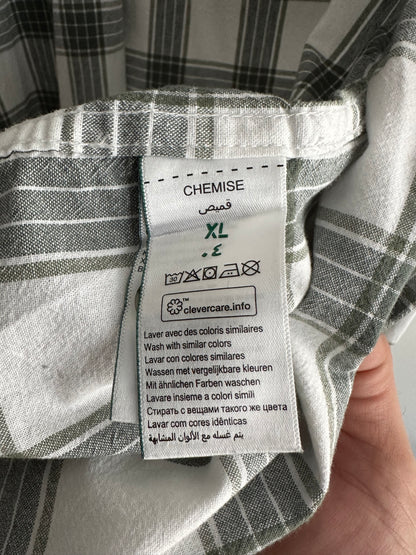 CHEMISE
قميص
XL
٠٤
30
clevercare.info
Laver avec des coloris similaires
Wash with similar colors
Lavar con colores similares
Wassen met vergelijkbare kleuren
Mit ähnlichen Farben waschen
Lavare insieme a colori simili
Стирать с вещами такого же цвета
Lavar com cores idênticas
يتم غسله مع الألوان المشابهة